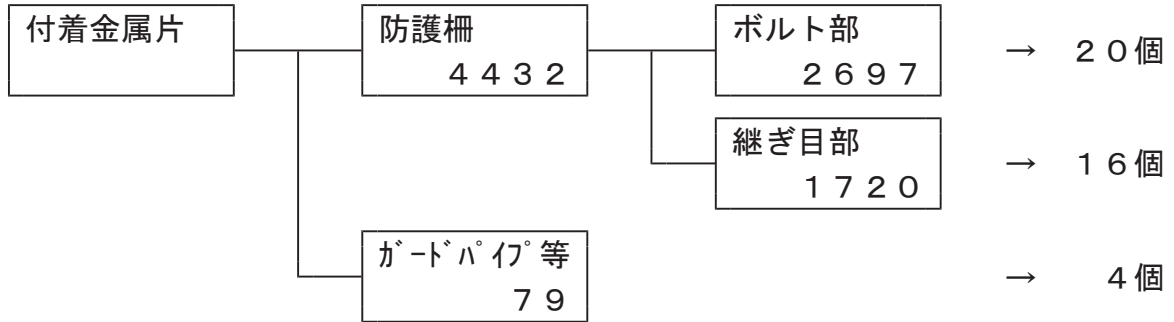 付着金属片
防護柵
4432
ボルト部
2697
→ 20個
継ぎ目部
1720
→ 16個
ｶﾞｰﾄﾞﾊﾟｲﾌﾟ等
79
→ 4個